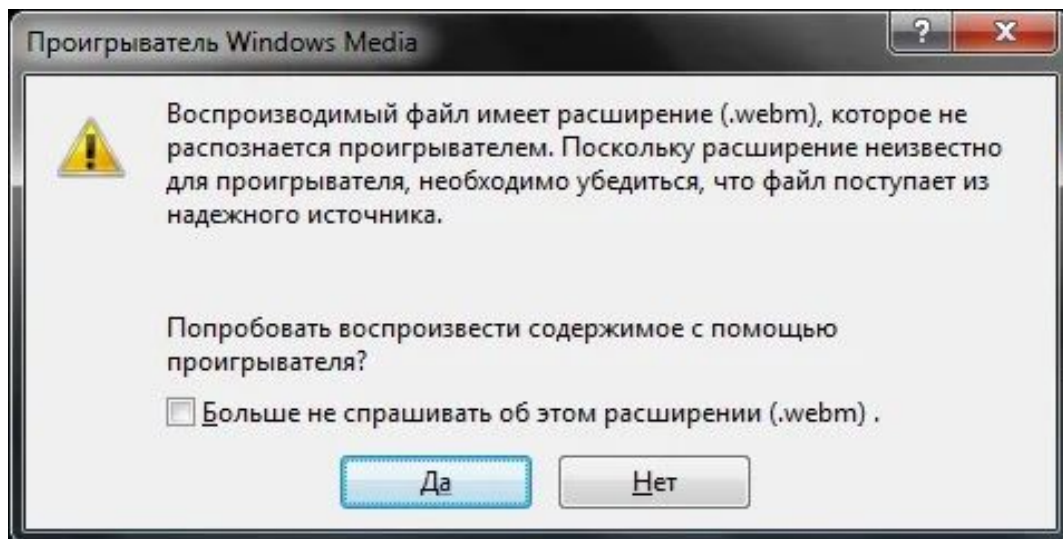 Проигрыватель Windows Media
Воспроизводимый файл имеет расширение (.webm), которое не
распознается проигрывателем. Поскольку расширение неизвестно
для проигрывателя, необходимо убедиться, что файл поступает из
надежного источника.
Попробовать воспроизвести содержимое с помощью
проигрывателя?
Больше не спрашивать об этом расширении (.webm) .
Да
Нет